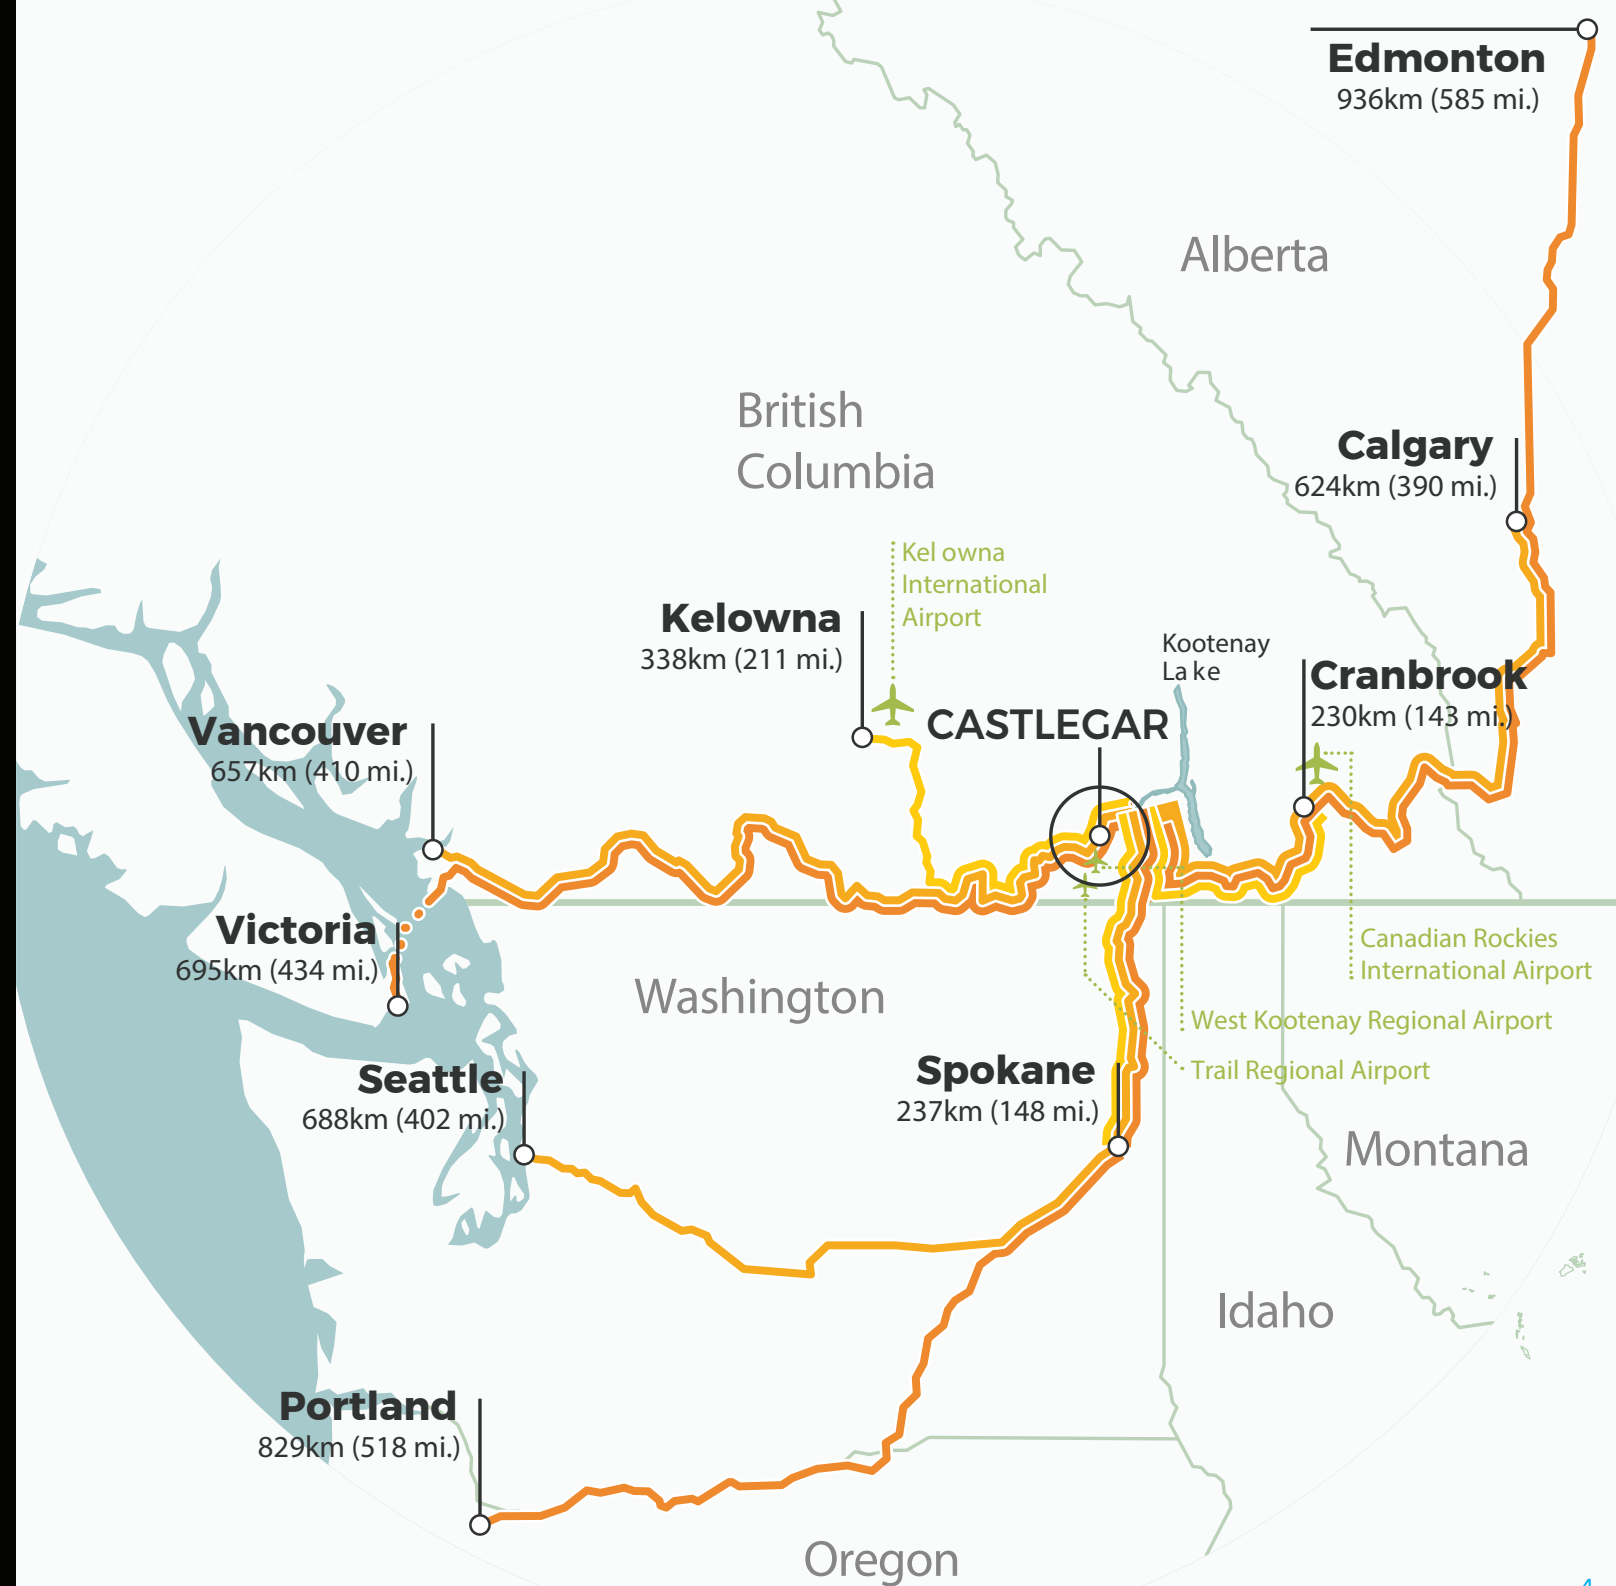 Edmonton
936km (585 mi.)
Alberta
British
Columbia
Calgary
624km (390 mi.)
Kel owna
International
Airport
Kelowna
338km (211 mi.)
Kootenay
La ke
Cranbrook
230km (143 mi.)
Vancouver
657km (410 mi.)
CASTLEGAR
Victoria
695km (434 mi.)
Washington
Canadian Rockies
International Airport
West Kootenay Regional Airport
Trail Regional Airport
Seattle
688km (402 mi.)
Spokane
237km (148 mi.)
Montana
Idaho
Portland
829km (518 mi.)
Oregon